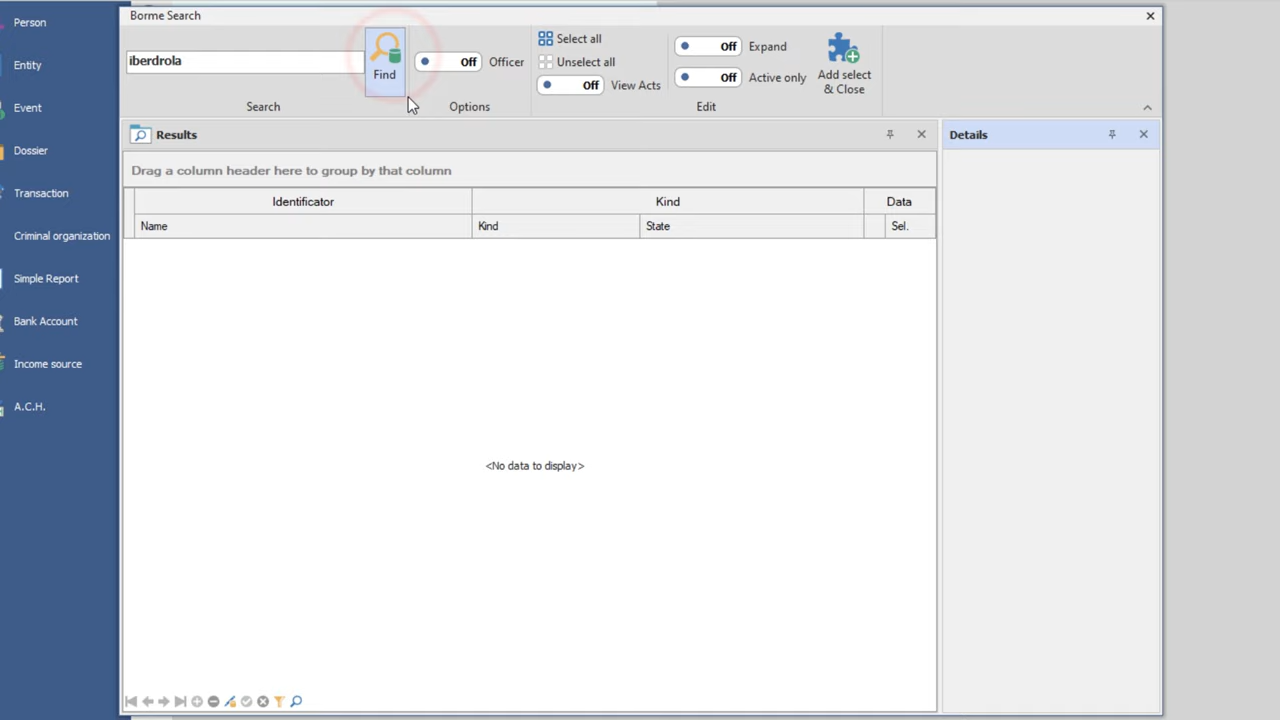 Borme Search
Person
Entity
Event
Dossier
Transaction
Criminal organization
Simple Report
Bank Account
Income source
A.C.H.
iberdrola
Search
Find
Off Officer
Options
Select all
Unselect all
Off View Acts
Off Expand
Off Active only
Edit
Add select
& Close
Results
Drag a column header here to group by that column
Identificator Kind Data
Name Kind State Sel.
<No data to display>
Details